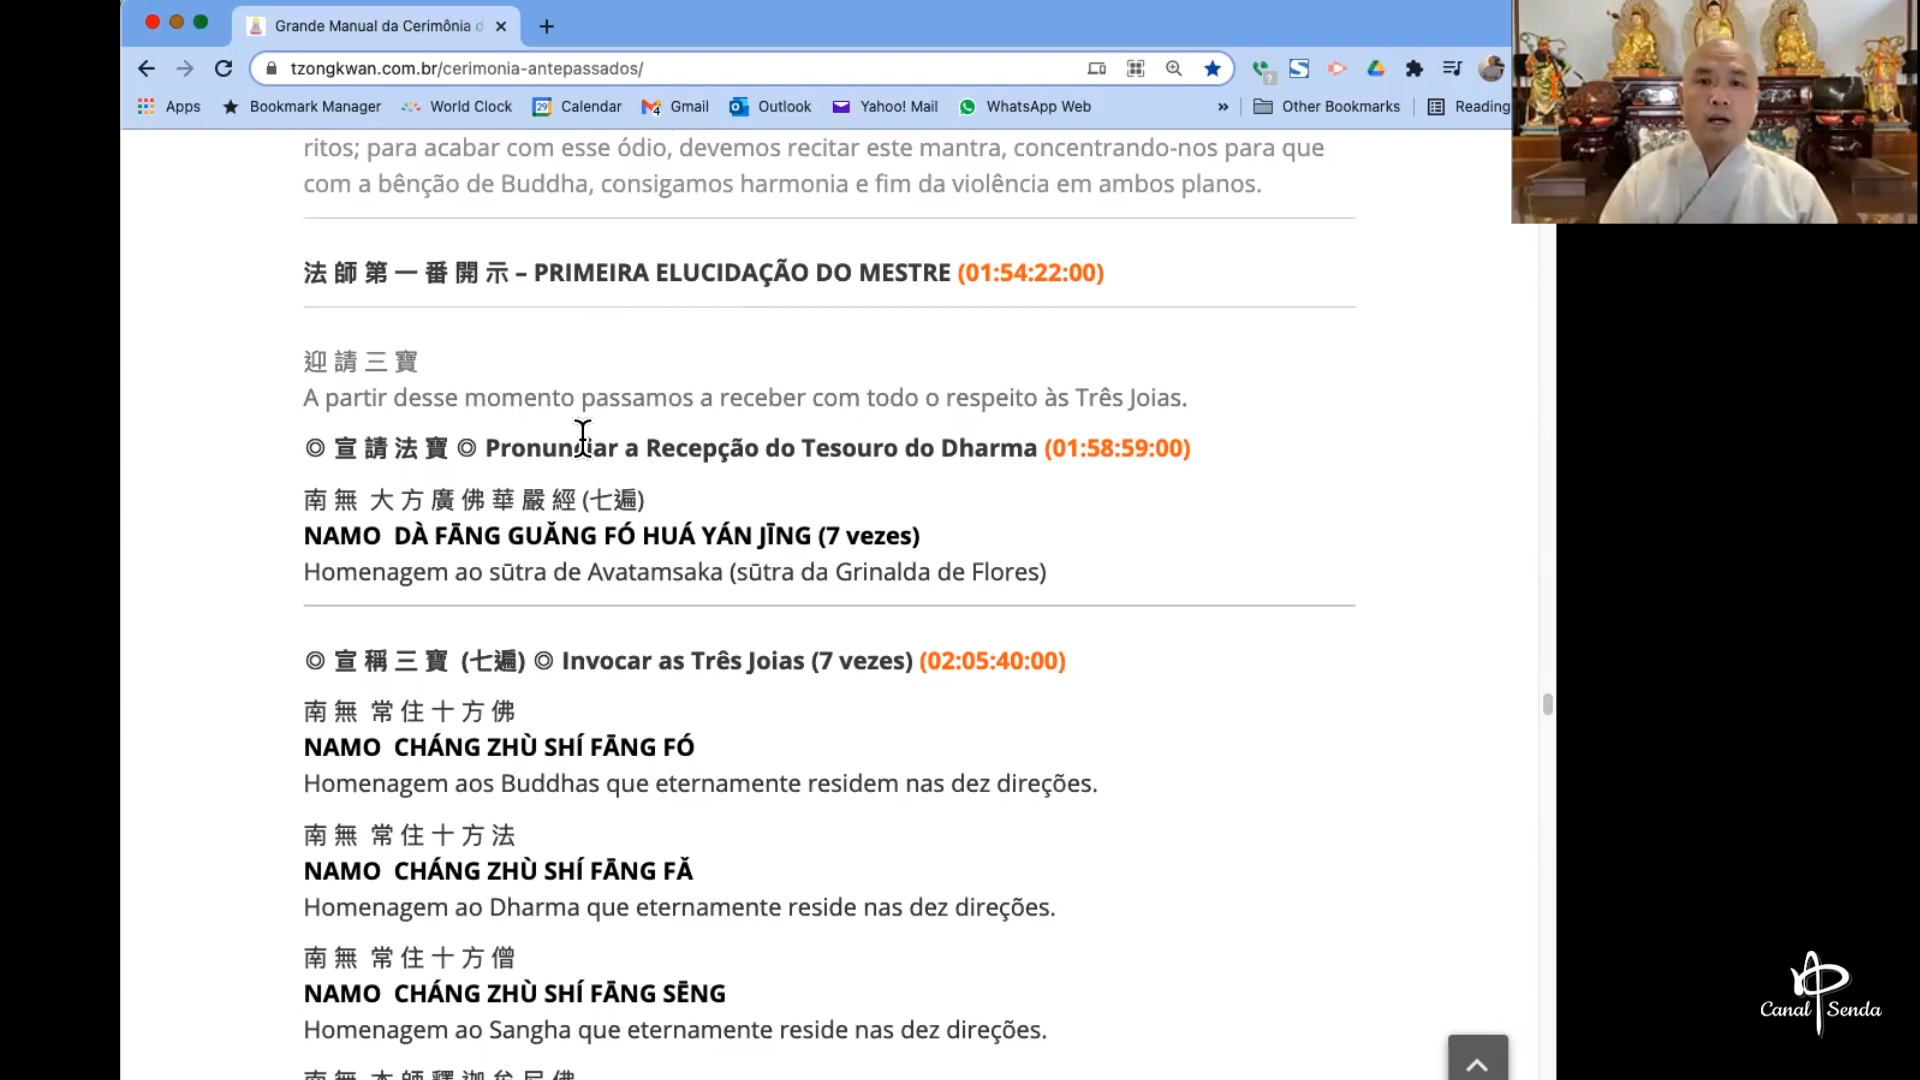 Grande Manual da Cerimônia d
tzongkwan.com.br/cerimonia-antepassados/
Apps Bookmark Manager World Clock 29 Calendar 4 Gmail Outlook Yahoo! Mail WhatsApp Web » Other Bookmarks Reading
ritos; para acabar com esse ódio, devemos recitar este mantra, concentrando-nos para que
com a bênção de Buddha, consigamos harmonia e fim da violência em ambos planos.
法 師 第 一 番 開 示 – PRIMEIRA ELUCIDAÇÃO DO MESTRE (01:54:22:00)
迎 請 三 寶
A partir desse momento passamos a receber com todo o respeito às Três Joias.
◎ 宣 請 法 寶 ◎ Pronunciar a Recepção do Tesouro do Dharma (01:58:59:00)
南 無 大 方 廣 佛 華 嚴 經 (七遍)
NAMO DÀ FĀNG GUǍNG FÓ HUÁ YÁN JĪNG (7 vezes)
Homenagem ao sūtra de Avatamsaka (sūtra da Grinalda de Flores)
◎ 宣 稱 三 寶 (七遍) ◎ Invocar as Três Joias (7 vezes) (02:05:40:00)
南 無 常 住 十 方 佛
NAMO CHÁNG ZHÙ SHÍ FĀNG FÓ
Homenagem aos Buddhas que eternamente residem nas dez direções.
南 無 常 住 十 方 法
NAMO CHÁNG ZHÙ SHÍ FĀNG FǍ
Homenagem ao Dharma que eternamente reside nas dez direções.
南 無 常 住 十 方 僧
NAMO CHÁNG ZHÙ SHÍ FĀNG SĒNG
Homenagem ao Sangha que eternamente reside nas dez direções.
南 無 本 師 釋 迦 牟 尼 佛
Canal Senda